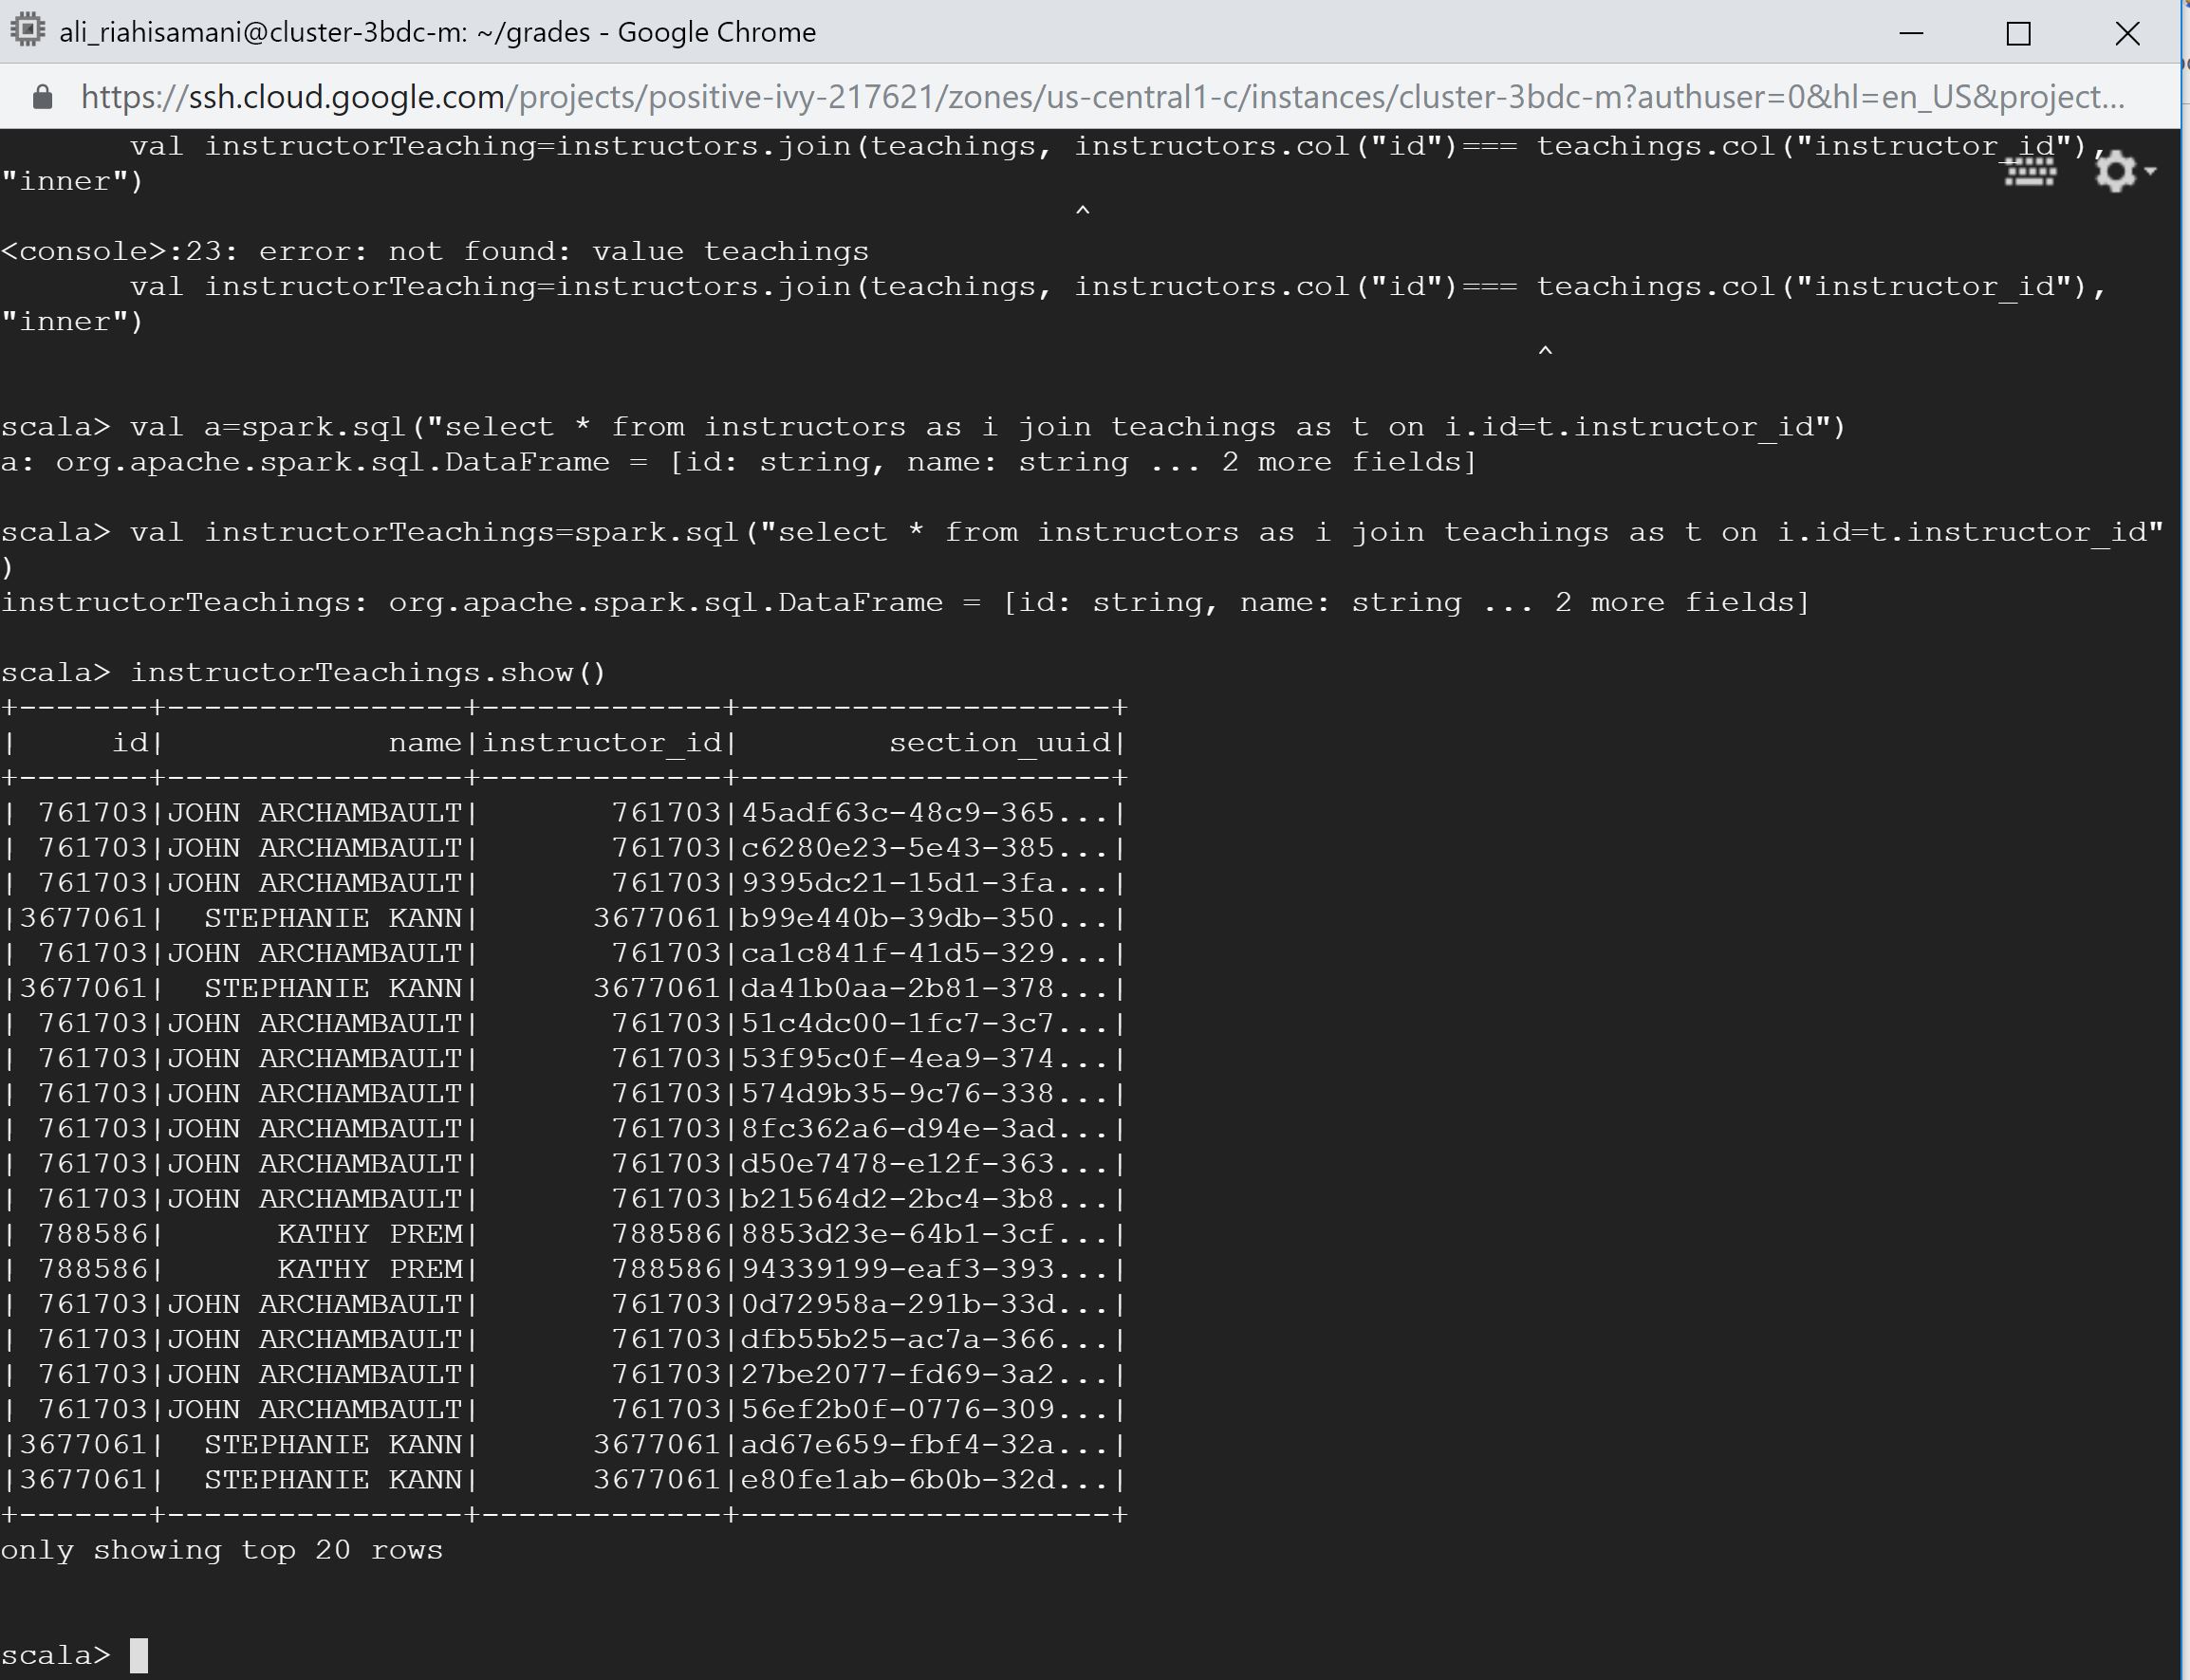 ali_riahisamani@cluster-3bdc-m: ~/grades - Google Chrome
https://ssh.cloud.google.com/projects/positive-ivy-217621/zones/us-central1-c/instances/cluster-3bdc-m?authuser=0&hl=en_US&project...
       val instructorTeaching=instructors.join(teachings, instructors.col("id")=== teachings.col("instructor_id"),
"inner")
                                                          ^
<console>:23: error: not found: value teachings
       val instructorTeaching=instructors.join(teachings, instructors.col("id")=== teachings.col("instructor_id"),
"inner")
                                                                                   ^
scala> val a=spark.sql("select * from instructors as i join teachings as t on i.id=t.instructor_id")
a: org.apache.spark.sql.DataFrame = [id: string, name: string ... 2 more fields]
scala> val instructorTeachings=spark.sql("select * from instructors as i join teachings as t on i.id=t.instructor_id"
)
instructorTeachings: org.apache.spark.sql.DataFrame = [id: string, name: string ... 2 more fields]
scala> instructorTeachings.show()
+-------+----------------+-------------+--------------------+
|     id|            name|instructor_id|        section_uuid|
+-------+----------------+-------------+--------------------+
| 761703|JOHN ARCHAMBAULT|       761703|45adf63c-48c9-365...|
| 761703|JOHN ARCHAMBAULT|       761703|c6280e23-5e43-385...|
| 761703|JOHN ARCHAMBAULT|       761703|9395dc21-15d1-3fa...|
|3677061|  STEPHANIE KANN|      3677061|b99e440b-39db-350...|
| 761703|JOHN ARCHAMBAULT|       761703|ca1c841f-41d5-329...|
|3677061|  STEPHANIE KANN|      3677061|da41b0aa-2b81-378...|
| 761703|JOHN ARCHAMBAULT|       761703|51c4dc00-1fc7-3c7...|
| 761703|JOHN ARCHAMBAULT|       761703|53f95c0f-4ea9-374...|
| 761703|JOHN ARCHAMBAULT|       761703|574d9b35-9c76-338...|
| 761703|JOHN ARCHAMBAULT|       761703|8fc362a6-d94e-3ad...|
| 761703|JOHN ARCHAMBAULT|       761703|d50e7478-e12f-363...|
| 761703|JOHN ARCHAMBAULT|       761703|b21564d2-2bc4-3b8...|
| 788586|      KATHY PREM|       788586|8853d23e-64b1-3cf...|
| 788586|      KATHY PREM|       788586|94339199-eaf3-393...|
| 761703|JOHN ARCHAMBAULT|       761703|0d72958a-291b-33d...|
| 761703|JOHN ARCHAMBAULT|       761703|dfb55b25-ac7a-366...|
| 761703|JOHN ARCHAMBAULT|       761703|27be2077-fd69-3a2...|
| 761703|JOHN ARCHAMBAULT|       761703|56ef2b0f-0776-309...|
|3677061|  STEPHANIE KANN|      3677061|ad67e659-fbf4-32a...|
|3677061|  STEPHANIE KANN|      3677061|e80fe1ab-6b0b-32d...|
+-------+----------------+-------------+--------------------+
only showing top 20 rows
scala>